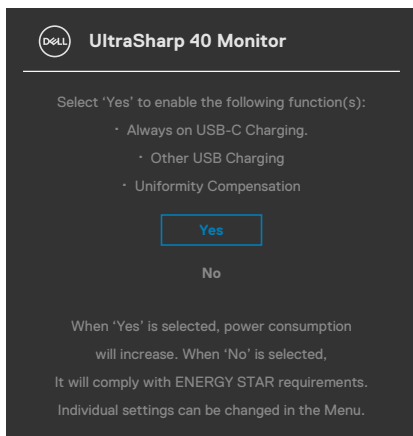 DELL
UltraSharp 40 Monitor
Select ‘Yes’ to enable the following function(s):
· Always on USB-C Charging.
· Other USB Charging
· Uniformity Compensation
Yes
No
When ‘Yes’ is selected, power consumption
will increase. When ‘No’ is selected,
It will comply with ENERGY STAR requirements.
Individual settings can be changed in the Menu.